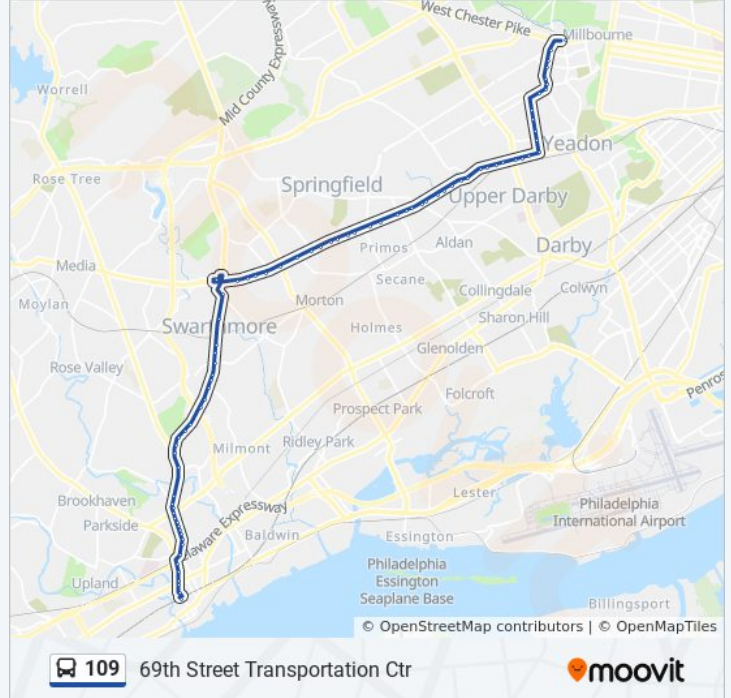 West Chester Pike
Millbourne
Mid County Expressway
Worrell
Yeadon
Rose Tree
Springfield
Upper Darby
Primos
Aldan
Darby
Media
Secane
Collingdale
Colwyn
Moylan
Morton
Sharon Hill
Swarthmore
Holmes
Glenolden
Rose Valley
Folcroft
Penros
Prospect Park
Milmont
Ridley Park
Brookhaven
Lester
Philadelphia
International Airport
Parkside
Delaware Expressway
Baldwin
Essington
Philadelphia
Essington
Seaplane Base
Upland
Billingsport
© OpenStreetMap contributors | © OpenMapTiles
109 69th Street Transportation Ctr
moovit